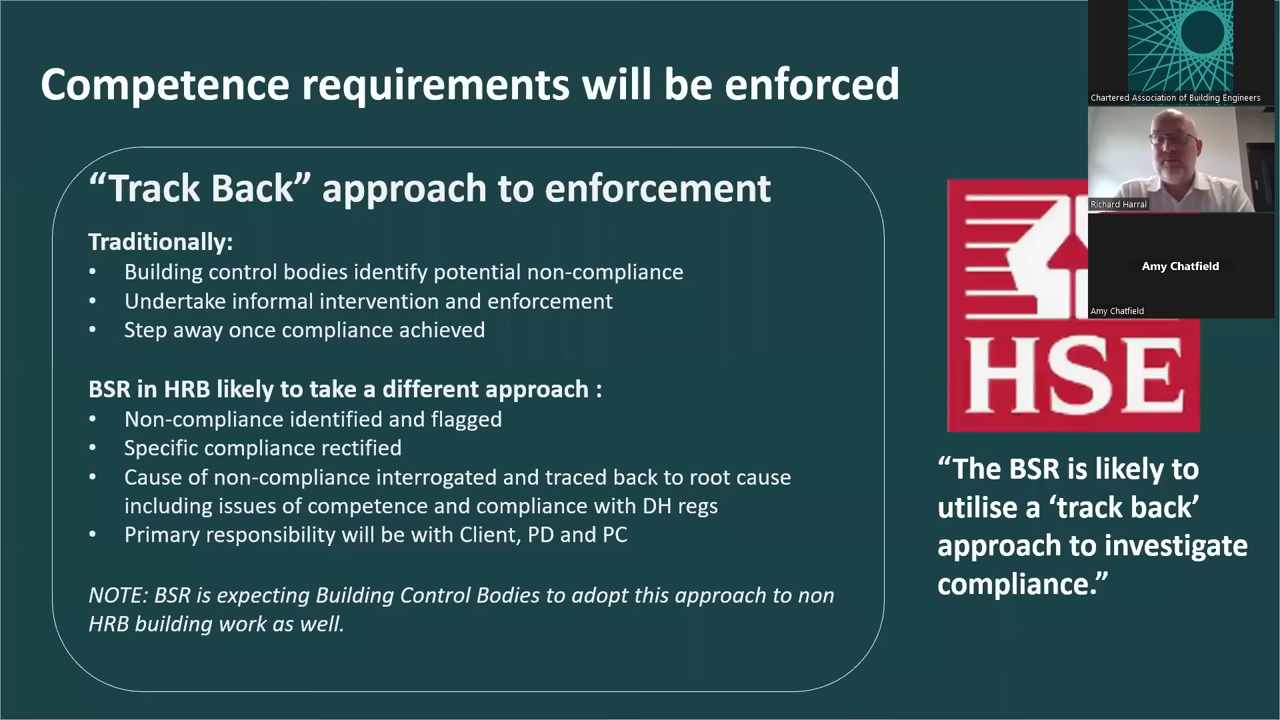 Competence requirements will be enforced
“Track Back” approach to enforcement
Traditionally:
• Building control bodies identify potential non-compliance
• Undertake informal intervention and enforcement
• Step away once compliance achieved
BSR in HRB likely to take a different approach :
• Non-compliance identified and flagged
• Specific compliance rectified
• Cause of non-compliance interrogated and traced back to root cause
including issues of competence and compliance with DH regs
• Primary responsibility will be with Client, PD and PC
NOTE: BSR is expecting Building Control Bodies to adopt this approach to non
HRB building work as well.
HSE
“The BSR is likely to
utilise a ‘track back’
approach to investigate
compliance.”
Chartered Association of Building Engineers
Richard Harral
Amy Chatfield
Amy Chatfield